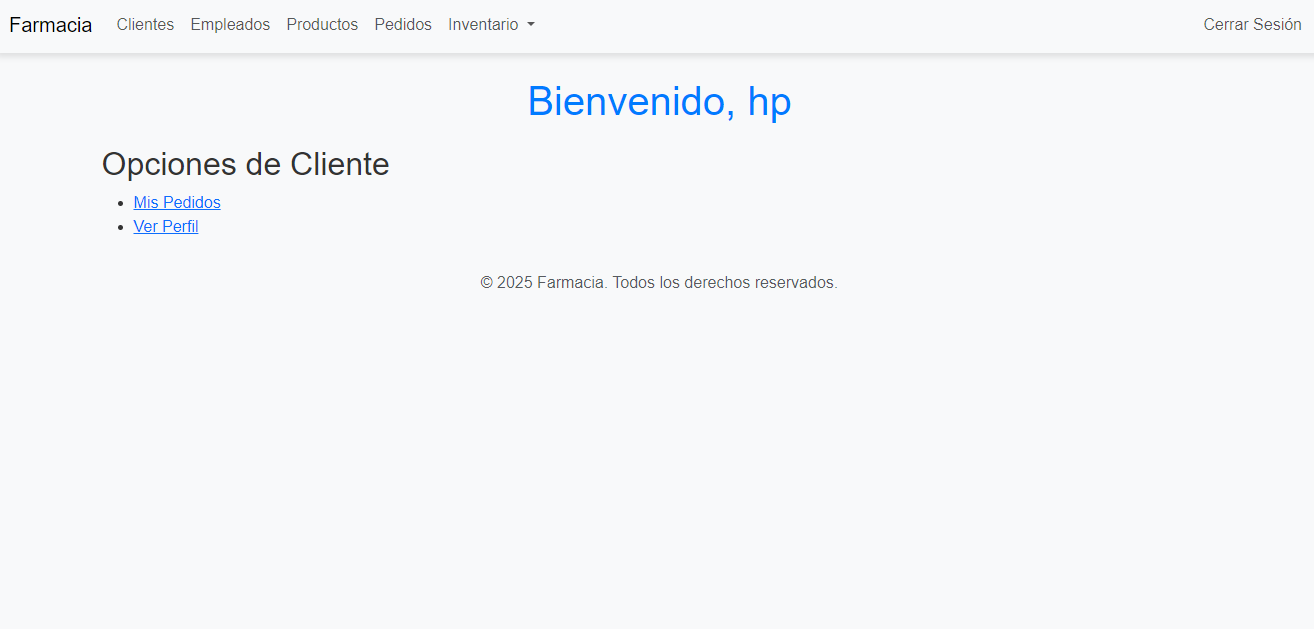 Farmacia Clientes Empleados Productos Pedidos Inventario Cerrar Sesión
Bienvenido, hp
Opciones de Cliente
Mis Pedidos
Ver Perfil
© 2025 Farmacia. Todos los derechos reservados.